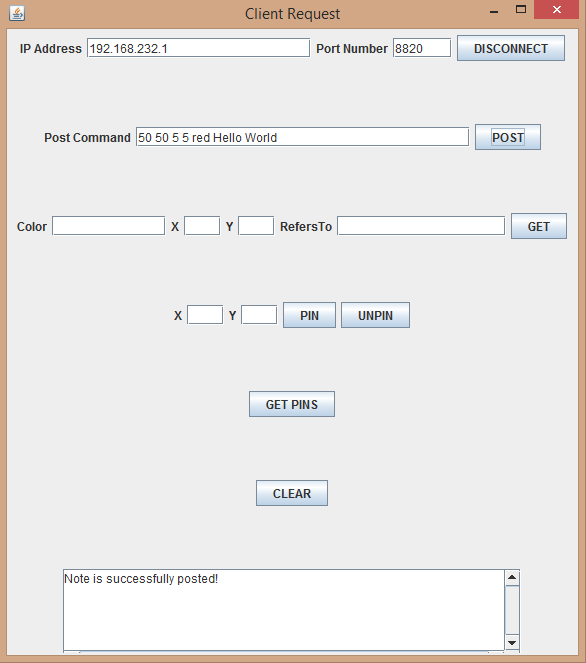 Client Request
IP Address 192.168.232.1 Port Number 8820 DISCONNECT
Post Command 50 50 5 5 red Hello World POST
Color X Y RefersTo GET
X Y PIN UNPIN
GET PINS
CLEAR
Note is successfully posted!